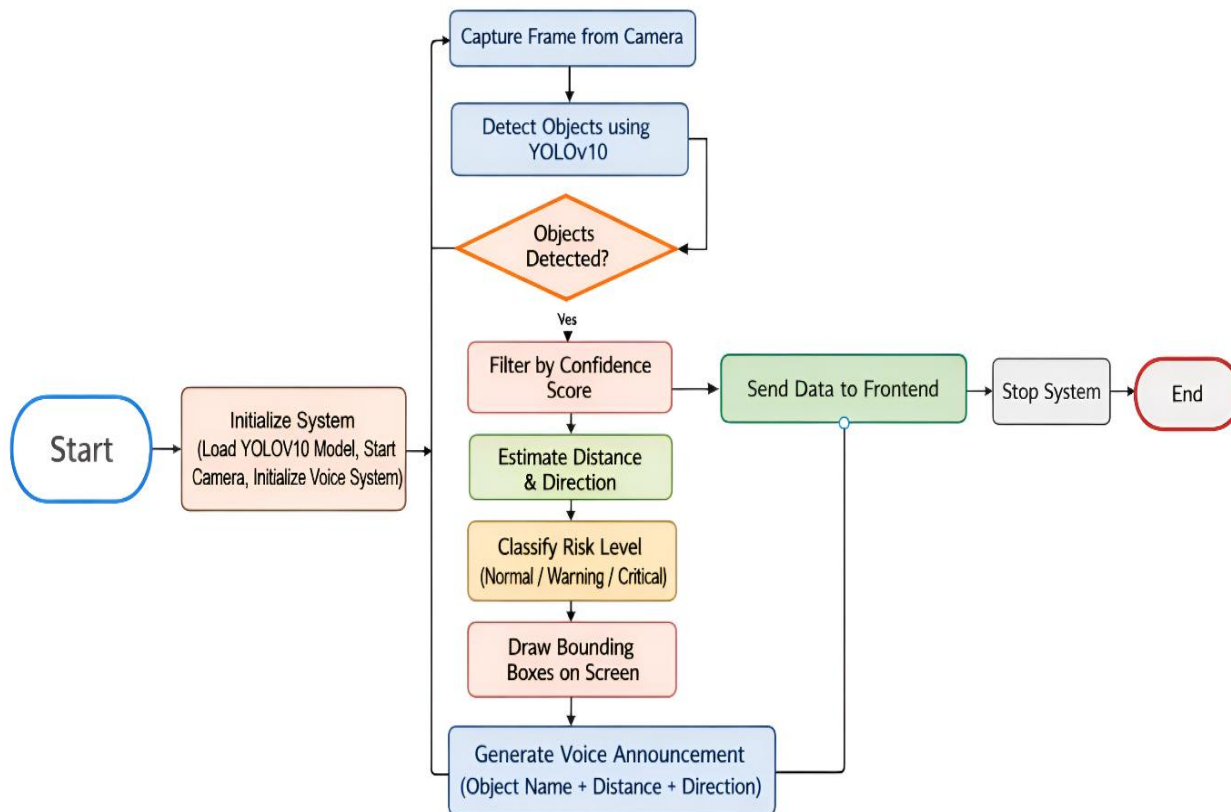 Capture Frame from Camera
Detect Objects using
YOLOv10
Objects
Detected?
Yes
Filter by Confidence
Score
Send Data to Frontend
Stop System
End
Start
Initialize System
(Load YOLOV10 Model, Start
Camera, Initialize Voice System)
Estimate Distance
& Direction
Classify Risk Level
(Normal / Warning / Critical)
Draw Bounding
Boxes on Screen
Generate Voice Announcement
(Object Name + Distance + Direction)